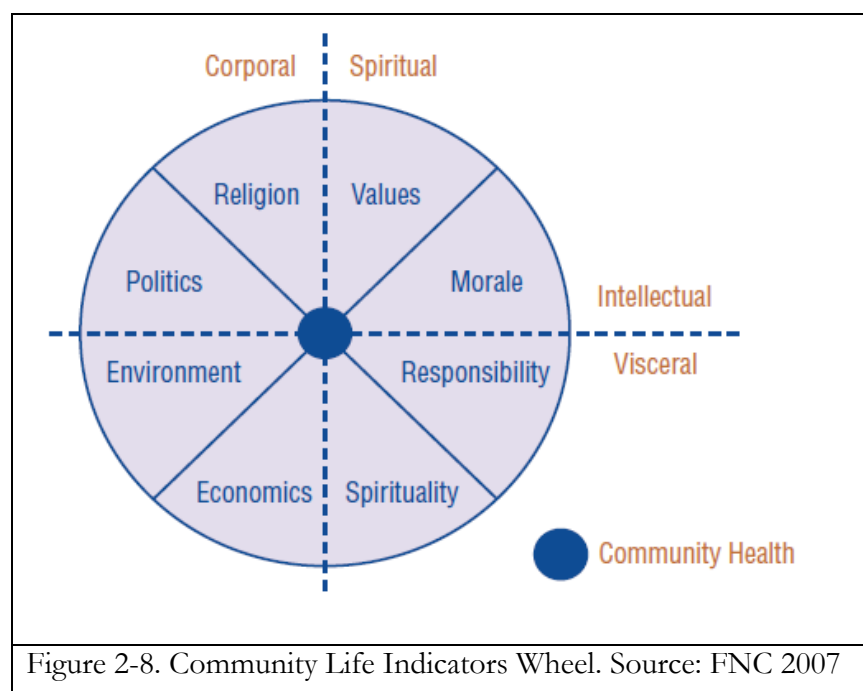 Corporal Spiritual
Religion Values
Politics Morale
Intellectual
Visceral
Environment Responsibility
Economics Spirituality
Community Health
Figure 2-8. Community Life Indicators Wheel. Source: FNC 2007